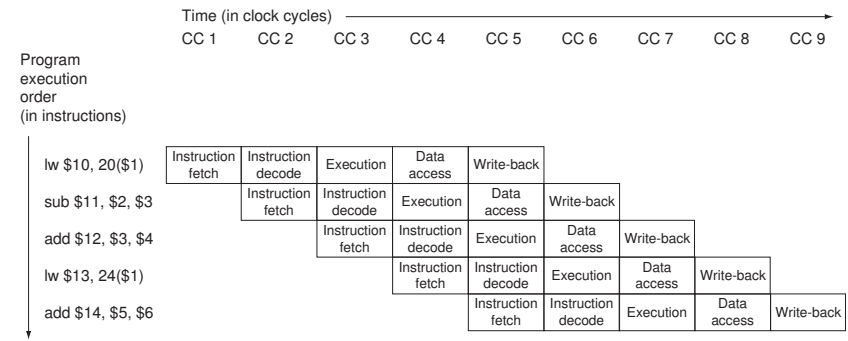 Time (in clock cycles)
CC 1 CC 2 CC 3 CC 4 CC 5 CC 6 CC 7 CC 8 CC 9
Program
execution
order
(in instructions)
lw $10, 20($1) Instruction fetch Instruction decode Execution Data access Write-back
sub $11, $2, $3 Instruction fetch Instruction decode Execution Data access Write-back
add $12, $3, $4 Instruction fetch Instruction decode Execution Data access Write-back
lw $13, 24($1) Instruction fetch Instruction decode Execution Data access Write-back
add $14, $5, $6 Instruction fetch Instruction decode Execution Data access Write-back